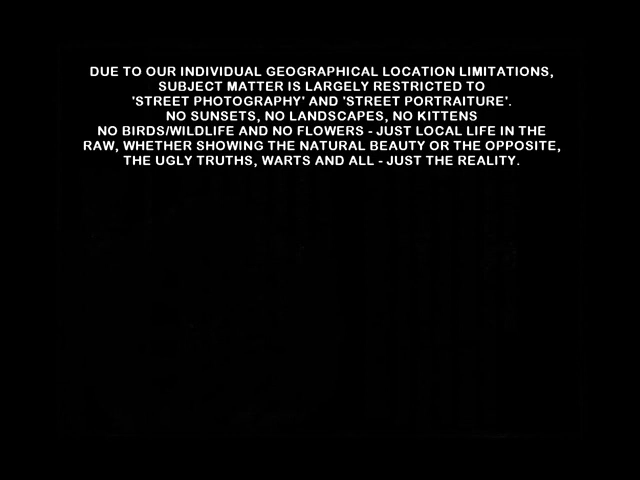 DUE TO OUR INDIVIDUAL GEOGRAPHICAL LOCATION LIMITATIONS,
SUBJECT MATTER IS LARGELY RESTRICTED TO
'STREET PHOTOGRAPHY' AND 'STREET PORTRAITURE'.
NO SUNSETS, NO LANDSCAPES, NO KITTENS
NO BIRDS/WILDLIFE AND NO FLOWERS - JUST LOCAL LIFE IN THE
RAW, WHETHER SHOWING THE NATURAL BEAUTY OR THE OPPOSITE,
THE UGLY TRUTHS, WARTS AND ALL - JUST THE REALITY.